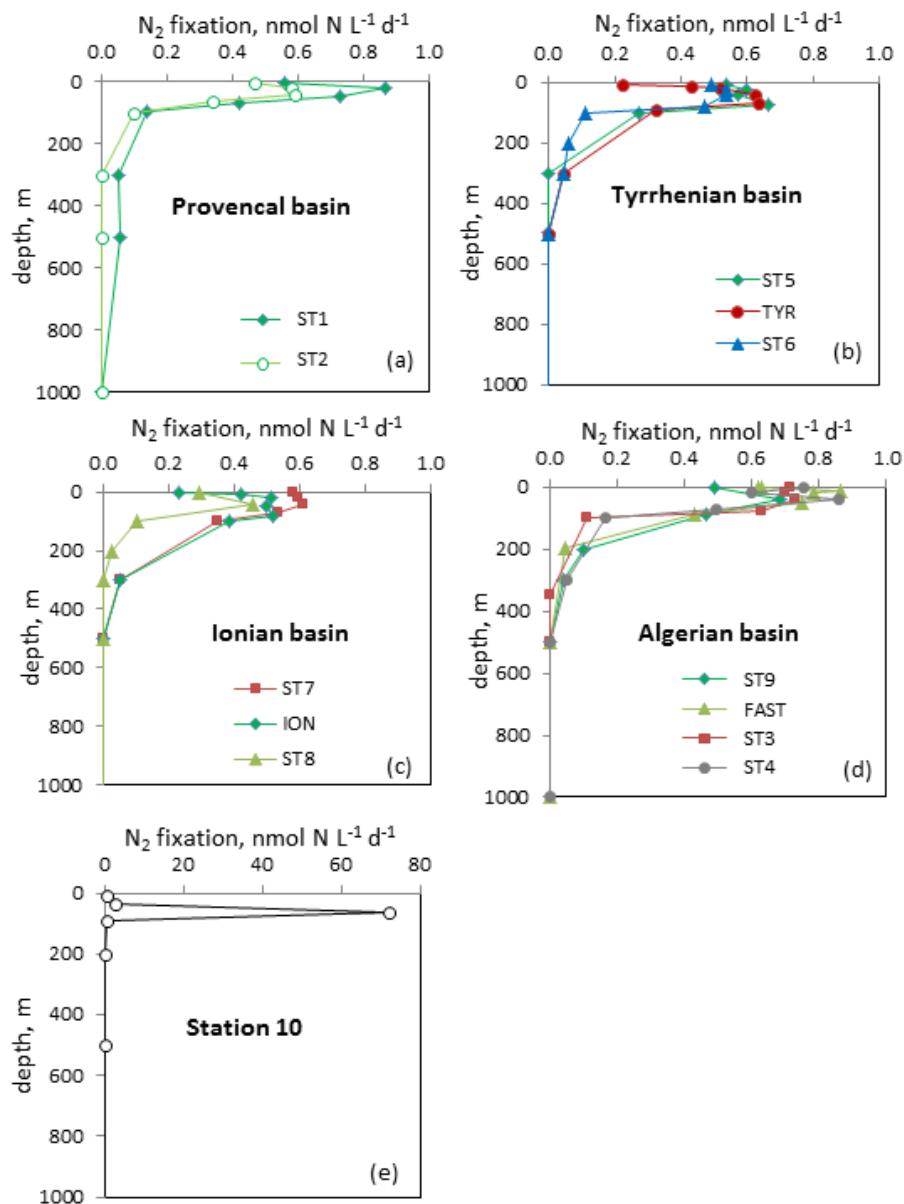 N₂ fixation, nmol N L⁻¹ d⁻¹
0.0 0.2 0.4 0.6 0.8 1.0
0
200
400
600
800
1000
depth, m
Provencal basin
ST1
ST2
(a)
N₂ fixation, nmol N L⁻¹ d⁻¹
0.0 0.2 0.4 0.6 0.8 1.0
0
200
400
600
800
1000
depth, m
Tyrrhenian basin
ST5
TYR
ST6
(b)
N₂ fixation, nmol N L⁻¹ d⁻¹
0.0 0.2 0.4 0.6 0.8 1.0
0
200
400
600
800
1000
depth, m
Ionian basin
ST7
ION
ST8
(c)
N₂ fixation, nmol N L⁻¹ d⁻¹
0.0 0.2 0.4 0.6 0.8 1.0
0
200
400
600
800
1000
depth, m
Algerian basin
ST9
FAST
ST3
ST4
(d)
N₂ fixation, nmol N L⁻¹ d⁻¹
0 20 40 60 80
0
200
400
600
800
1000
depth, m
Station 10
(e)